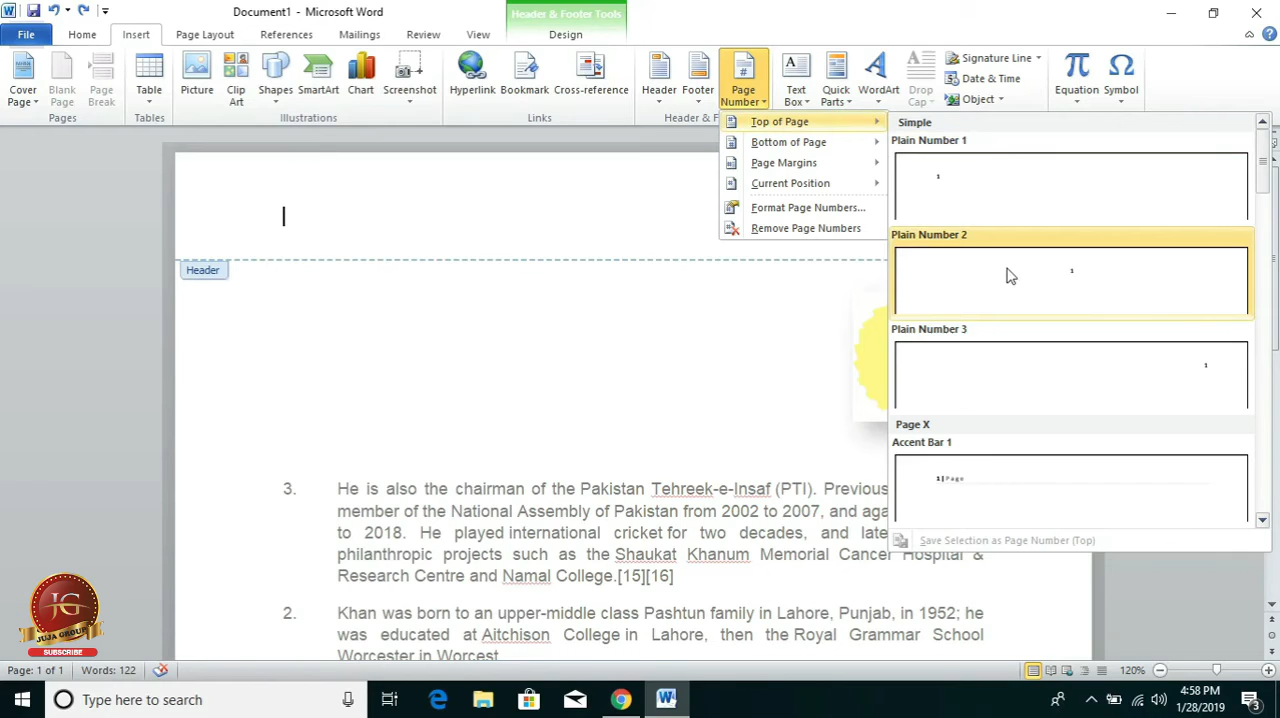 Document1 - Microsoft Word
Header & Footer Tools
File
Home
Insert
Page Layout
References
Mailings
Review
View
Design
Cover Page
Blank Page
Page Break
Table
Picture
Clip Art
Shapes
SmartArt
Chart
Screenshot
Hyperlink
Bookmark
Cross-reference
Header
Footer
Page Number
Text Box
Quick Parts
WordArt
Drop Cap
Signature Line
Date & Time
Object
Equation
Symbol
Pages
Tables
Illustrations
Links
Header & F
Top of Page
Bottom of Page
Page Margins
Current Position
Format Page Numbers...
Remove Page Numbers
Simple
Plain Number 1
1
Plain Number 2
1
Plain Number 3
1
Page X
Accent Bar 1
1|Page
Save Selection as Page Number (Top)
Header
3. He is also the chairman of the Pakistan Tehreek-e-Insaf (PTI). Previous
member of the National Assembly of Pakistan from 2002 to 2007, and aga
to 2018. He played international cricket for two decades, and late
philanthropic projects such as the Shaukat Khanum Memorial Cancer Hospital &
Research Centre and Namal College.[15][16]
2. Khan was born to an upper-middle class Pashtun family in Lahore, Punjab, in 1952; he
was educated at Aitchison College in Lahore, then the Royal Grammar School
Worcester in Worcest
JG
JUJA GROUP
SUBSCRIBE
Page: 1 of 1
Words: 122
120%
Type here to search
4:58 PM
1/28/2019
3